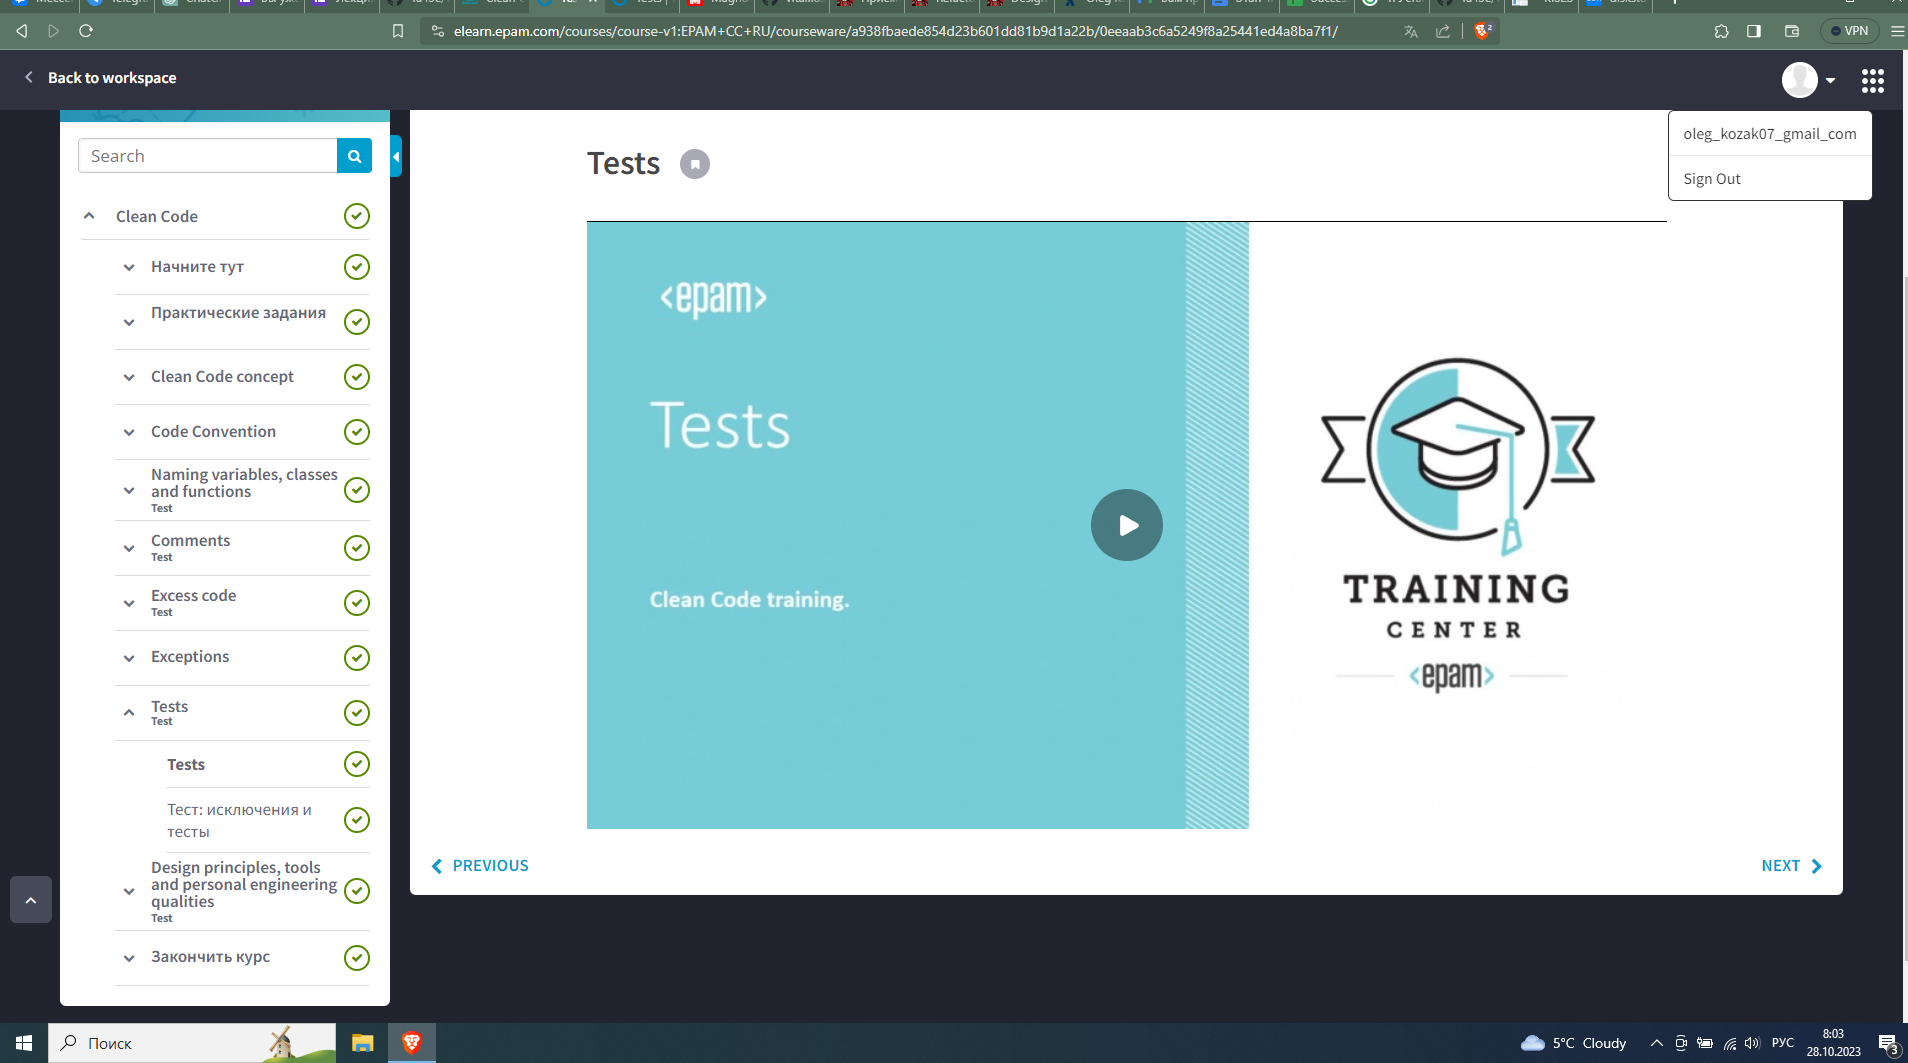 elearn.epam.com/courses/course-v1:EPAM+CC+RU/courseware/a938fbaede854d23b601dd81b9d1a22b/0eeaab3c6a5249f8a25441ed4a8ba7f1/
2
VPN
Back to workspace
oleg_kozak07_gmail_com
Sign Out
Search
Clean Code
Начните тут
Практические задания
Clean Code concept
Code Convention
Naming variables, classes
and functions
Test
Comments
Test
Excess code
Test
Exceptions
Tests
Test
Tests
Тест: исключения и
тесты
Design principles, tools
and personal engineering
qualities
Test
Закончить курс
Tests
<epam>
Tests
Clean Code training.
TRAINING
CENTER
<epam>
PREVIOUS
NEXT
Поиск
5°C Cloudy
РУС
8:03
28.10.2023
3